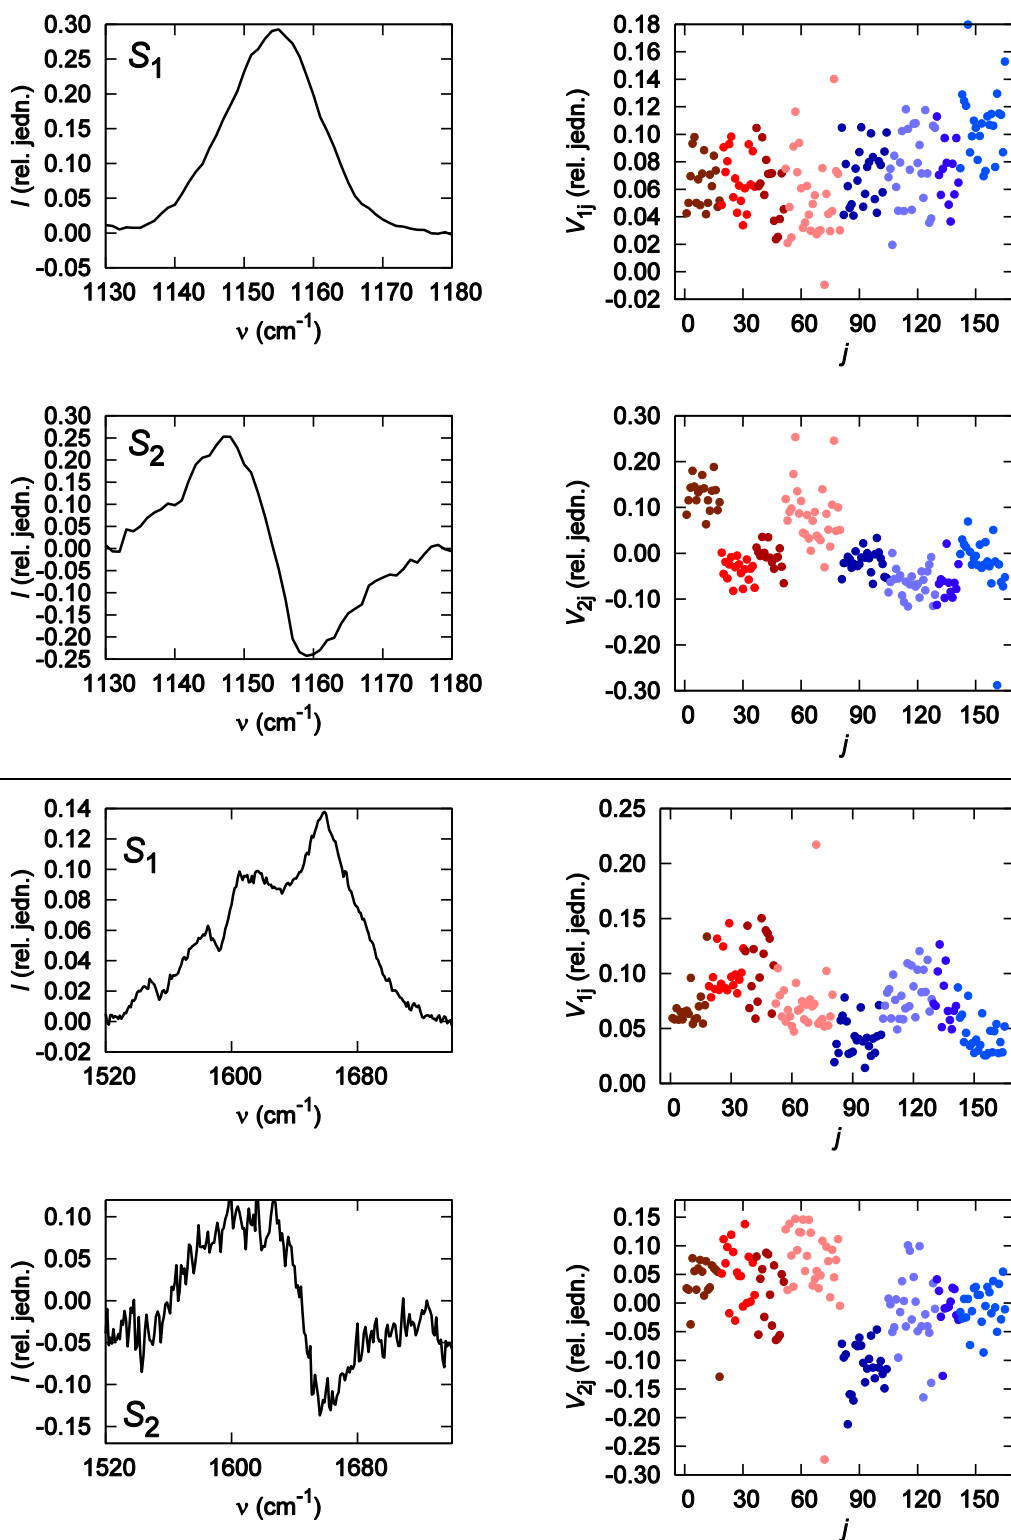 0.30
0.25
0.20
0.15
0.10
0.05
0.00
-0.05
I (rel. jedn.)
S1
1130 1140 1150 1160 1170 1180
ν (cm-1)
0.18
0.16
0.14
0.12
0.10
0.08
0.06
0.04
0.02
0.00
-0.02
V1j (rel. jedn.)
0 30 60 90 120 150
j
0.30
0.25
0.20
0.15
0.10
0.05
0.00
-0.05
-0.10
-0.15
-0.20
-0.25
I (rel. jedn.)
S2
1130 1140 1150 1160 1170 1180
ν (cm-1)
0.30
0.20
0.10
0.00
-0.10
-0.20
-0.30
V2j (rel. jedn.)
0 30 60 90 120 150
j
0.14
0.12
0.10
0.08
0.06
0.04
0.02
0.00
-0.02
I (rel. jedn.)
S1
1520 1600 1680
ν (cm-1)
0.25
0.20
0.15
0.10
0.05
0.00
V1j (rel. jedn.)
0 30 60 90 120 150
j
0.10
0.05
0.00
-0.05
-0.10
-0.15
I (rel. jedn.)
S2
1520 1600 1680
ν (cm-1)
0.15
0.10
0.05
0.00
-0.05
-0.10
-0.15
-0.20
-0.25
-0.30
V2j (rel. jedn.)
0 30 60 90 120 150
j